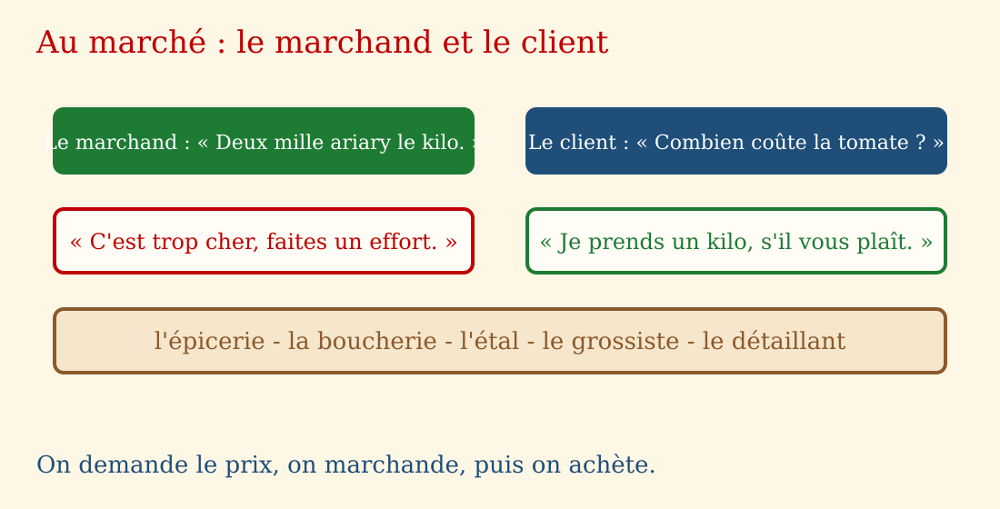 Au marché : le marchand et le client
Le marchand : « Deux mille ariary le kilo. »
Le client : « Combien coûte la tomate ? »
« C'est trop cher, faites un effort. »
« Je prends un kilo, s'il vous plaît. »
l'épicerie - la boucherie - l'étal - le grossiste - le détaillant
On demande le prix, on marchande, puis on achète.